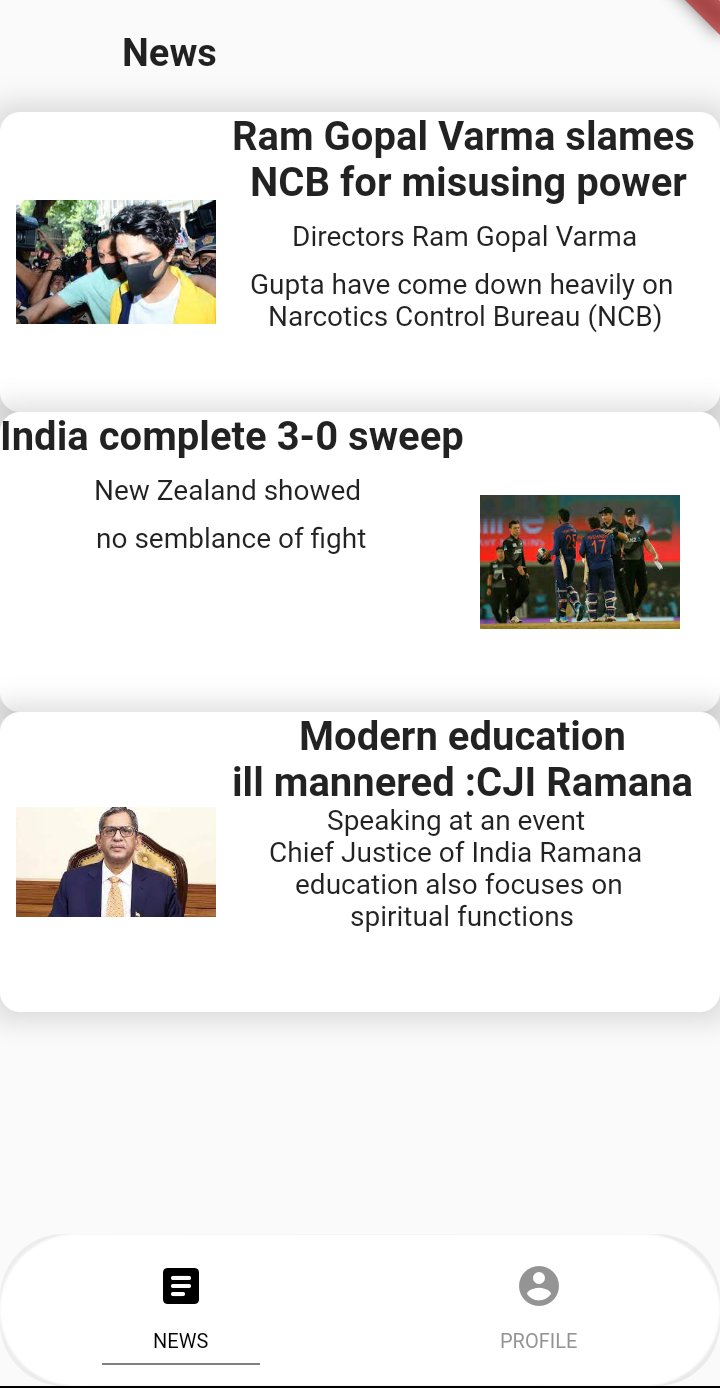 News
Ram Gopal Varma slames
NCB for misusing power
Directors Ram Gopal Varma
Gupta have come down heavily on
Narcotics Control Bureau (NCB)
India complete 3-0 sweep
New Zealand showed
no semblance of fight
Modern education
ill mannered :CJI Ramana
Speaking at an event
Chief Justice of India Ramana
education also focuses on
spiritual functions
NEWS
PROFILE